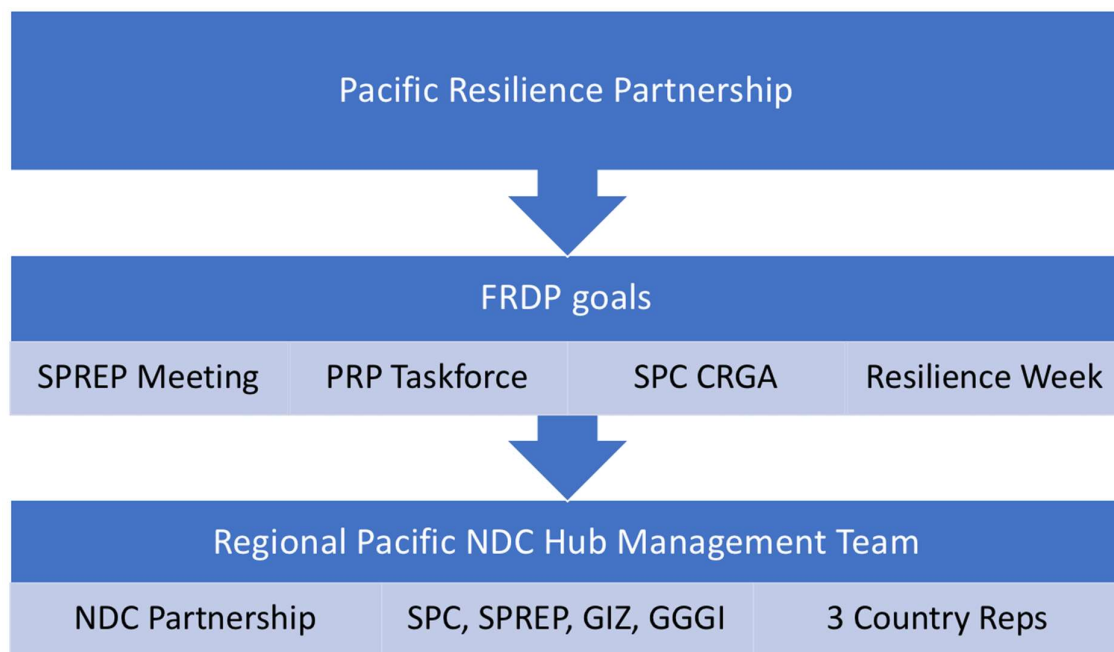 Pacific Resilience Partnership
FRDP goals
SPREP Meeting
PRP Taskforce
SPC CRGA
Resilience Week
Regional Pacific NDC Hub Management Team
NDC Partnership
SPC, SPREP, GIZ, GGGI
3 Country Reps